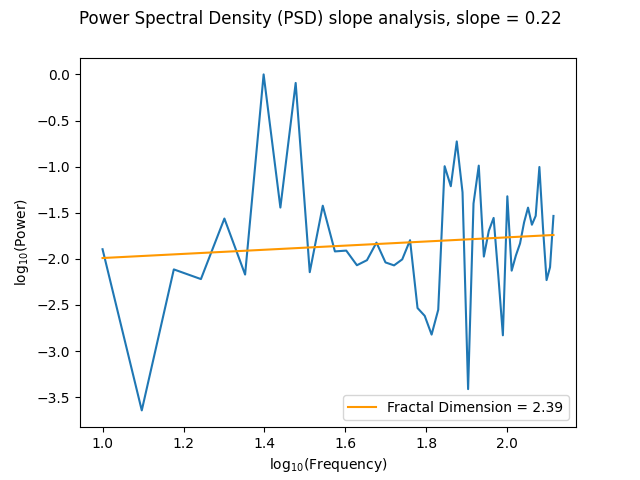 Power Spectral Density (PSD) slope analysis, slope = 0.22
0.0
−0.5
−1.0
−1.5
−2.0
−2.5
−3.0
−3.5
log₁₀(Power)
Fractal Dimension = 2.39
1.0 1.2 1.4 1.6 1.8 2.0
log₁₀(Frequency)